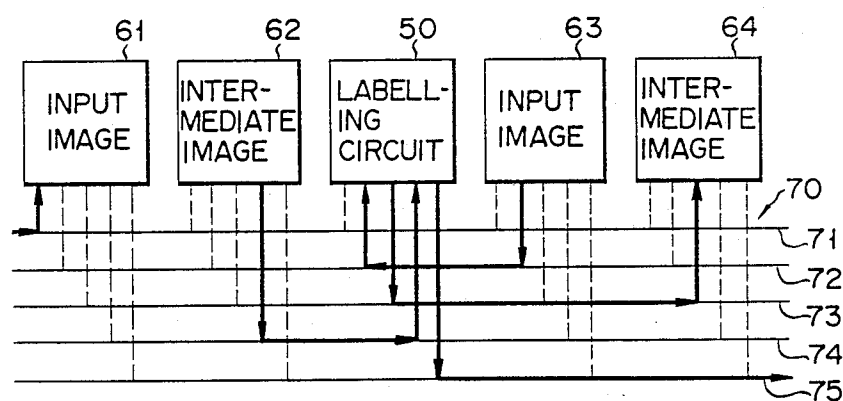 61 62 50 63 64
INPUT
IMAGE
INTER-
MEDIATE
IMAGE
LABELL-
ING
CIRCUIT
INPUT
IMAGE
INTER-
MEDIATE
IMAGE
70
71
72
73
74
75